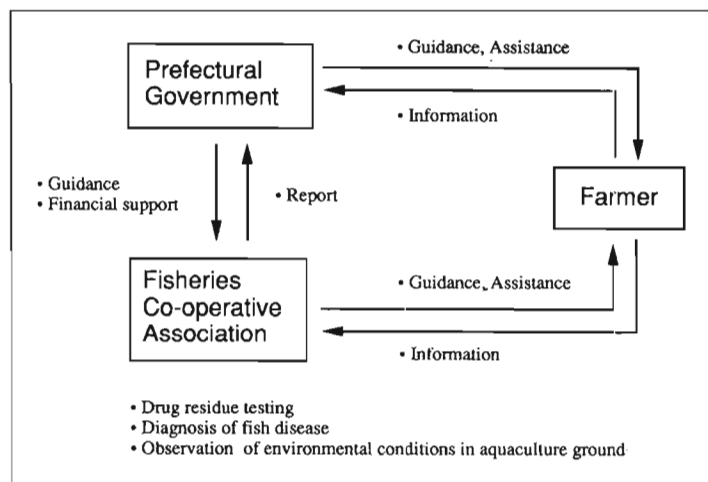 Prefectural
Government
• Guidance, Assistance
• Information
• Guidance
• Financial support
• Report
Farmer
Fisheries
Co-operative
Association
• Guidance, Assistance
• Information
• Drug residue testing
• Diagnosis of fish disease
• Observation of environmental conditions in aquaculture ground